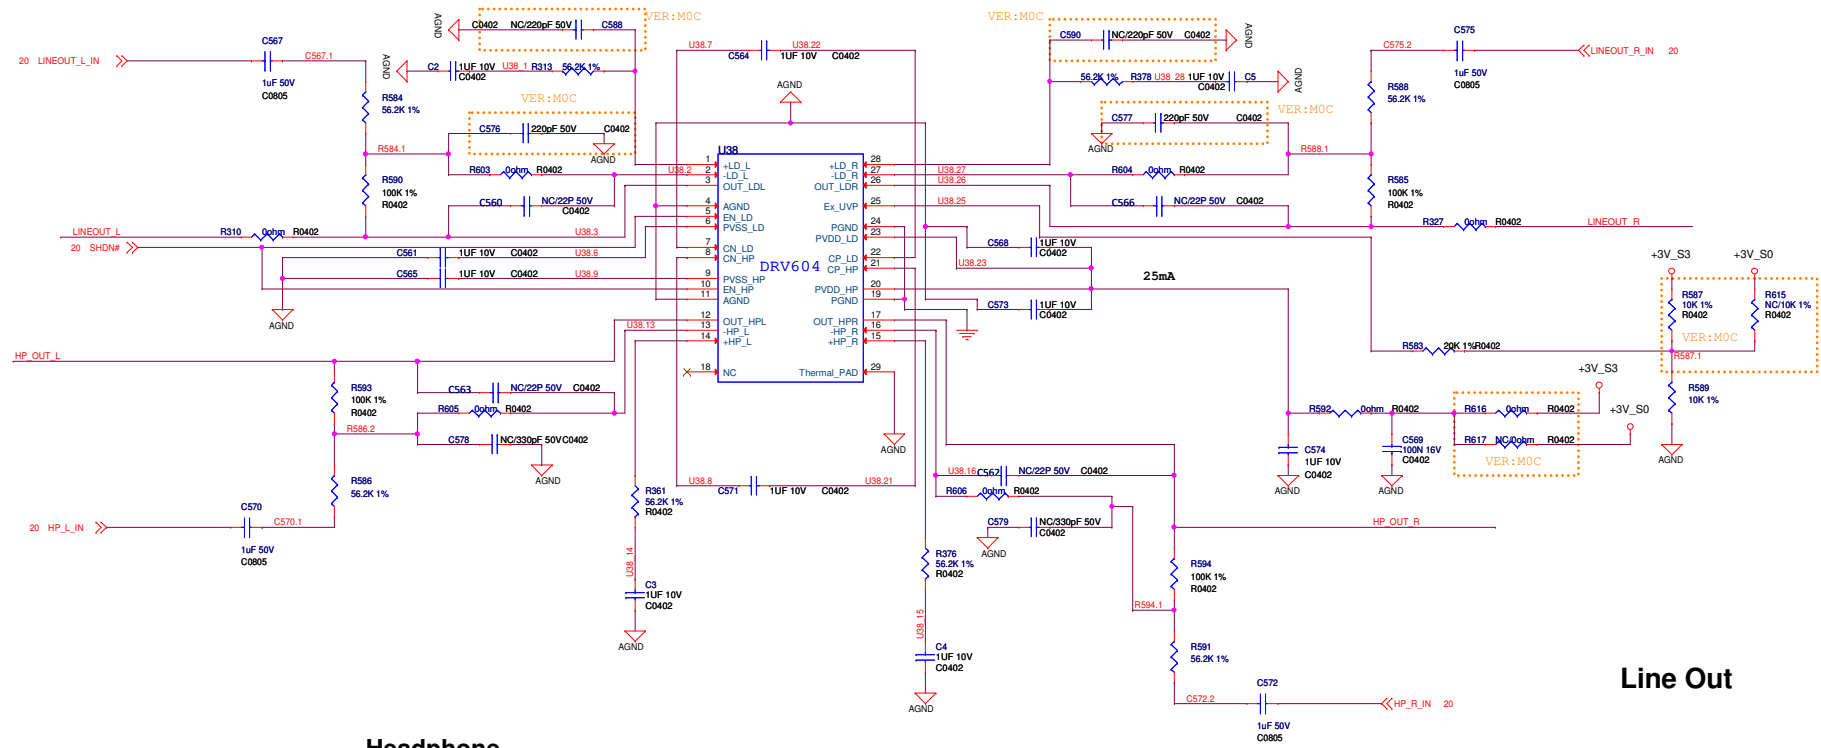 AGND C0402 NC/220pF 50V C588 VER:M0C
VER:M0C C590 NC/220pF 50V C0402 AGND
C567 C567.1
20 LINEOUT_L_IN
1uF 50V
C0805
AGND C2 1UF 10V U38_1 R313 56.2K 1%
C0402
U38.7 U38.22
C564 1UF 10V C0402
56.2K 1% R378 U38_28 1UF 10V C5 AGND
C0402
C575
C575.2 LINEOUT_R_IN 20
1uF 50V
C0805
R584
56.2K 1%
VER:M0C
C576 220pF 50V C0402
AGND
R584.1
AGND
VER:M0C
C577 220pF 50V C0402
AGND
R588
56.2K 1%
R588.1
R603 0ohm R0402 U38.2
R590
100K 1%
R0402
C560 NC/22P 50V
C0402
LINEOUT_L R310 0ohm R0402 U38.3
20 SHDN#
C561 1UF 10V C0402 U38.6
C565 1UF 10V C0402 U38.9
AGND
U38
DRV604
1 +LD_L
2 -LD_L
3 OUT_LDL
4 AGND
5 EN_LD
6 PVSS_LD
7 CN_LD
8 CN_HP
9 PVSS_HP
10 EN_HP
11 AGND
12 OUT_HPL
13 -HP_L
14 +HP_L
18 NC
+LD_R 28
-LD_R 27
OUT_LDR 26
Ex_UVP 25
PGND 24
PVDD_LD 23
CP_LD 22
CP_HP 21
PVDD_HP 20
PGND 19
OUT_HPR 17
-HP_R 16
+HP_R 15
Thermal_PAD 29
U38.27 R604 0ohm R0402
U38.26
U38.25 C566 NC/22P 50V
C0402
R585
100K 1%
R0402
R327 0ohm R0402 LINEOUT_R
C568 1UF 10V
C0402
U38.23
25mA
C573 1UF 10V
C0402
+3V_S3 +3V_S0
R587
10K 1%
R0402
R615
NC/10K 1%
R0402
VER:M0C
R583 20K 1% R0402 R587.1
R589
10K 1%
AGND
+3V_S3
+3V_S0
R592 0ohm R0402
R616 0ohm R0402
R617 NC/0ohm R0402
VER:M0C
C574
1UF 10V
C0402
AGND
C569
100N 16V
C0402
AGND
U38.13
HP_OUT_L
R593
100K 1%
R0402
C563 NC/22P 50V C0402
R605 0ohm R0402
R586.2
C578 NC/330pF 50V C0402
AGND
R586
56.2K 1%
C570
20 HP_L_IN C570.1
1uF 50V
C0805
R361
56.2K 1%
R0402
U38_14
C3
1UF 10V
C0402
AGND
U38.8 C571 1UF 10V C0402 U38.21
AGND
U38.16 C562 NC/22P 50V C0402
R606 0ohm R0402
C579 NC/330pF 50V
C0402
AGND
R376
56.2K 1%
R0402
U38_15
C4
1UF 10V
C0402
AGND
HP_OUT_R
R594
100K 1%
R0402
R594.1
R591
56.2K 1%
C572
C572.2 HP_R_IN 20
1uF 50V
C0805
Line Out
Headphone